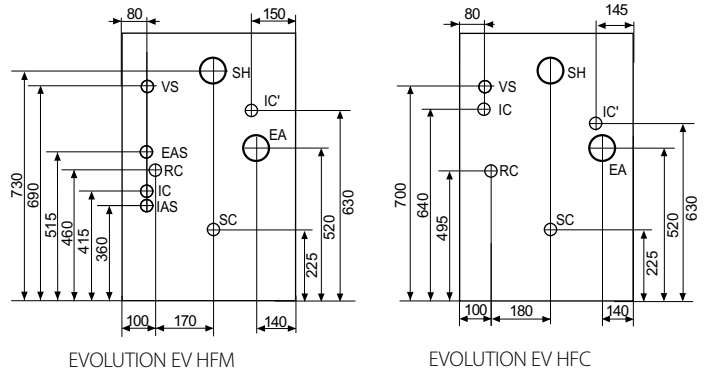 80
150
80
145
SH
VS
IC'
EA
EAS
RC
IC
IAS
SC
730
690
515
460
415
360
225
520
630
100
170
140
SH
VS
IC
IC'
EA
RC
SC
700
640
495
225
520
630
100
180
140
EVOLUTION EV HFM
EVOLUTION EV HFC